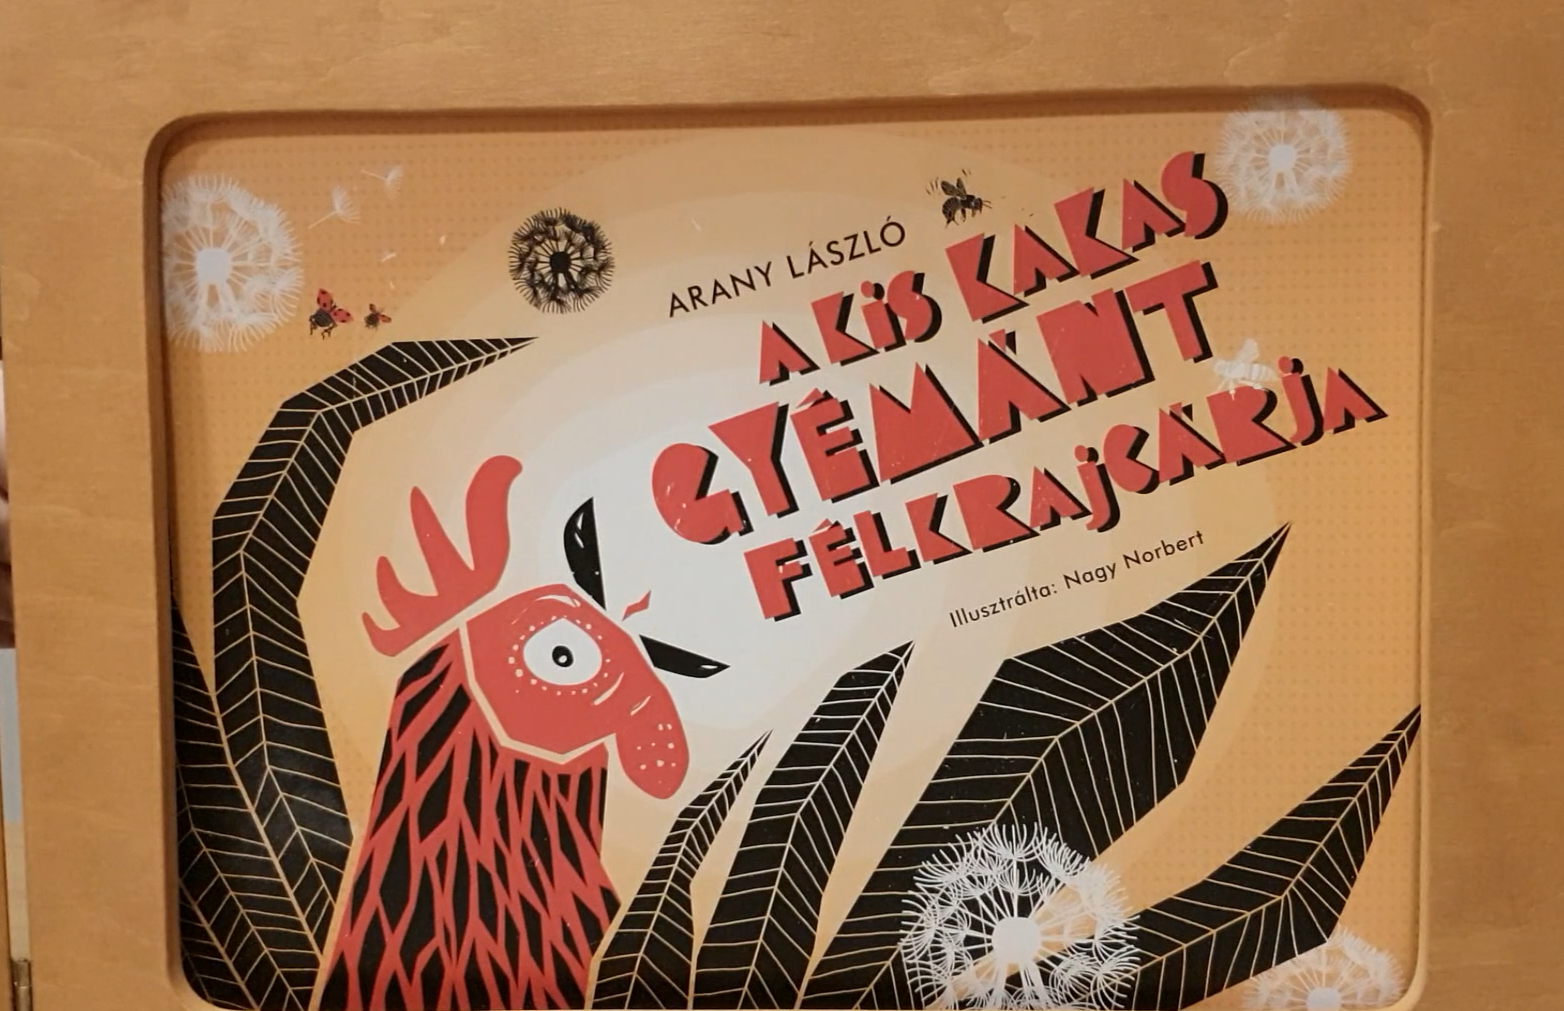 ARANY LÁSZLÓ
A KiS KAKAS
GYÉMÁNT
FÉLKRAjCÁRjA
Illusztrálta: Nagy Norbert